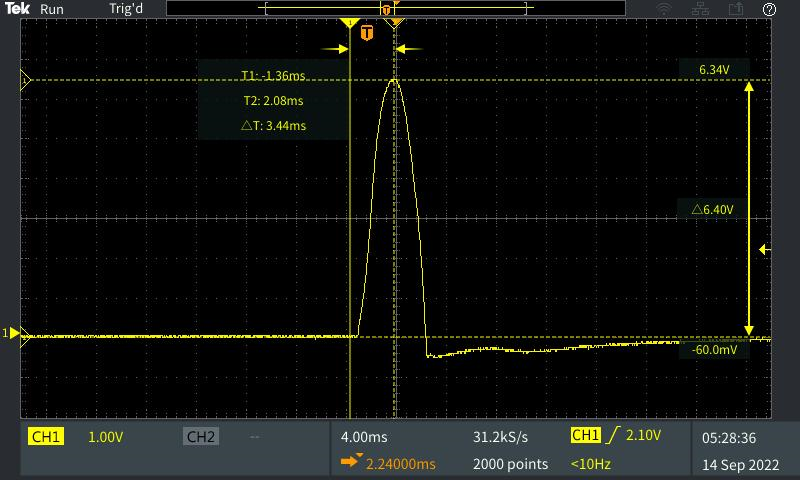 Tek Run Trig'd
T
?
1
T
6.34V
T1: -1.36ms
T2: 2.08ms
△T: 3.44ms
△6.40V
1
-60.0mV
CH1 1.00V CH2 -- 4.00ms 31.2kS/s CH1 2.10V 05:28:36
2.24000ms 2000 points <10Hz 14 Sep 2022